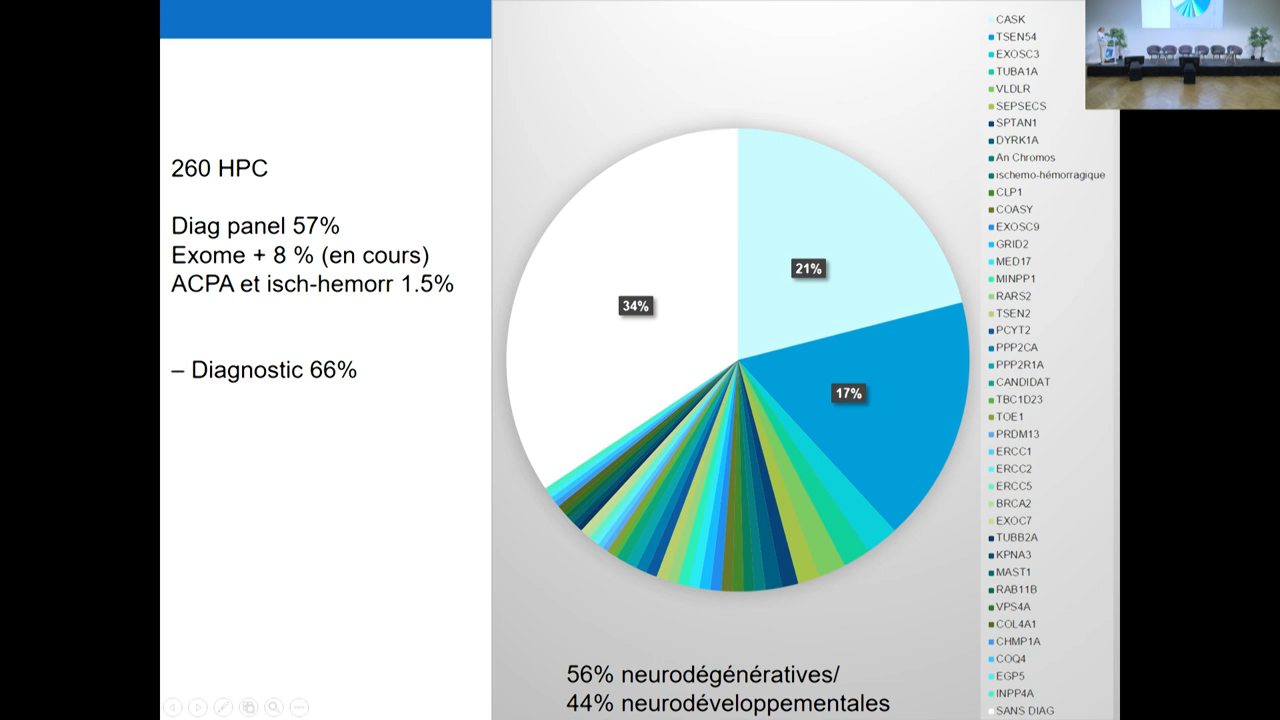 260 HPC
Diag panel 57%
Exome + 8 % (en cours)
ACPA et isch-hemorr 1.5%
– Diagnostic 66%
21%
34%
17%
56% neurodégénératives/
44% neurodéveloppementales
CASK
TSEN54
EXOSC3
TUBA1A
VLDLR
SEPSECS
SPTAN1
DYRK1A
An Chromos
ischemo-hémorragique
CLP1
COASY
EXOSC9
GRID2
MED17
MINPP1
RARS2
TSEN2
PCYT2
PPP2CA
PPP2R1A
CANDIDAT
TBC1D23
TOE1
PRDM13
ERCC1
ERCC2
ERCC5
BRCA2
EXOC7
TUBB2A
KPNA3
MAST1
RAB11B
VPS4A
COL4A1
CHMP1A
COQ4
EGP5
INPP4A
SANS DIAG